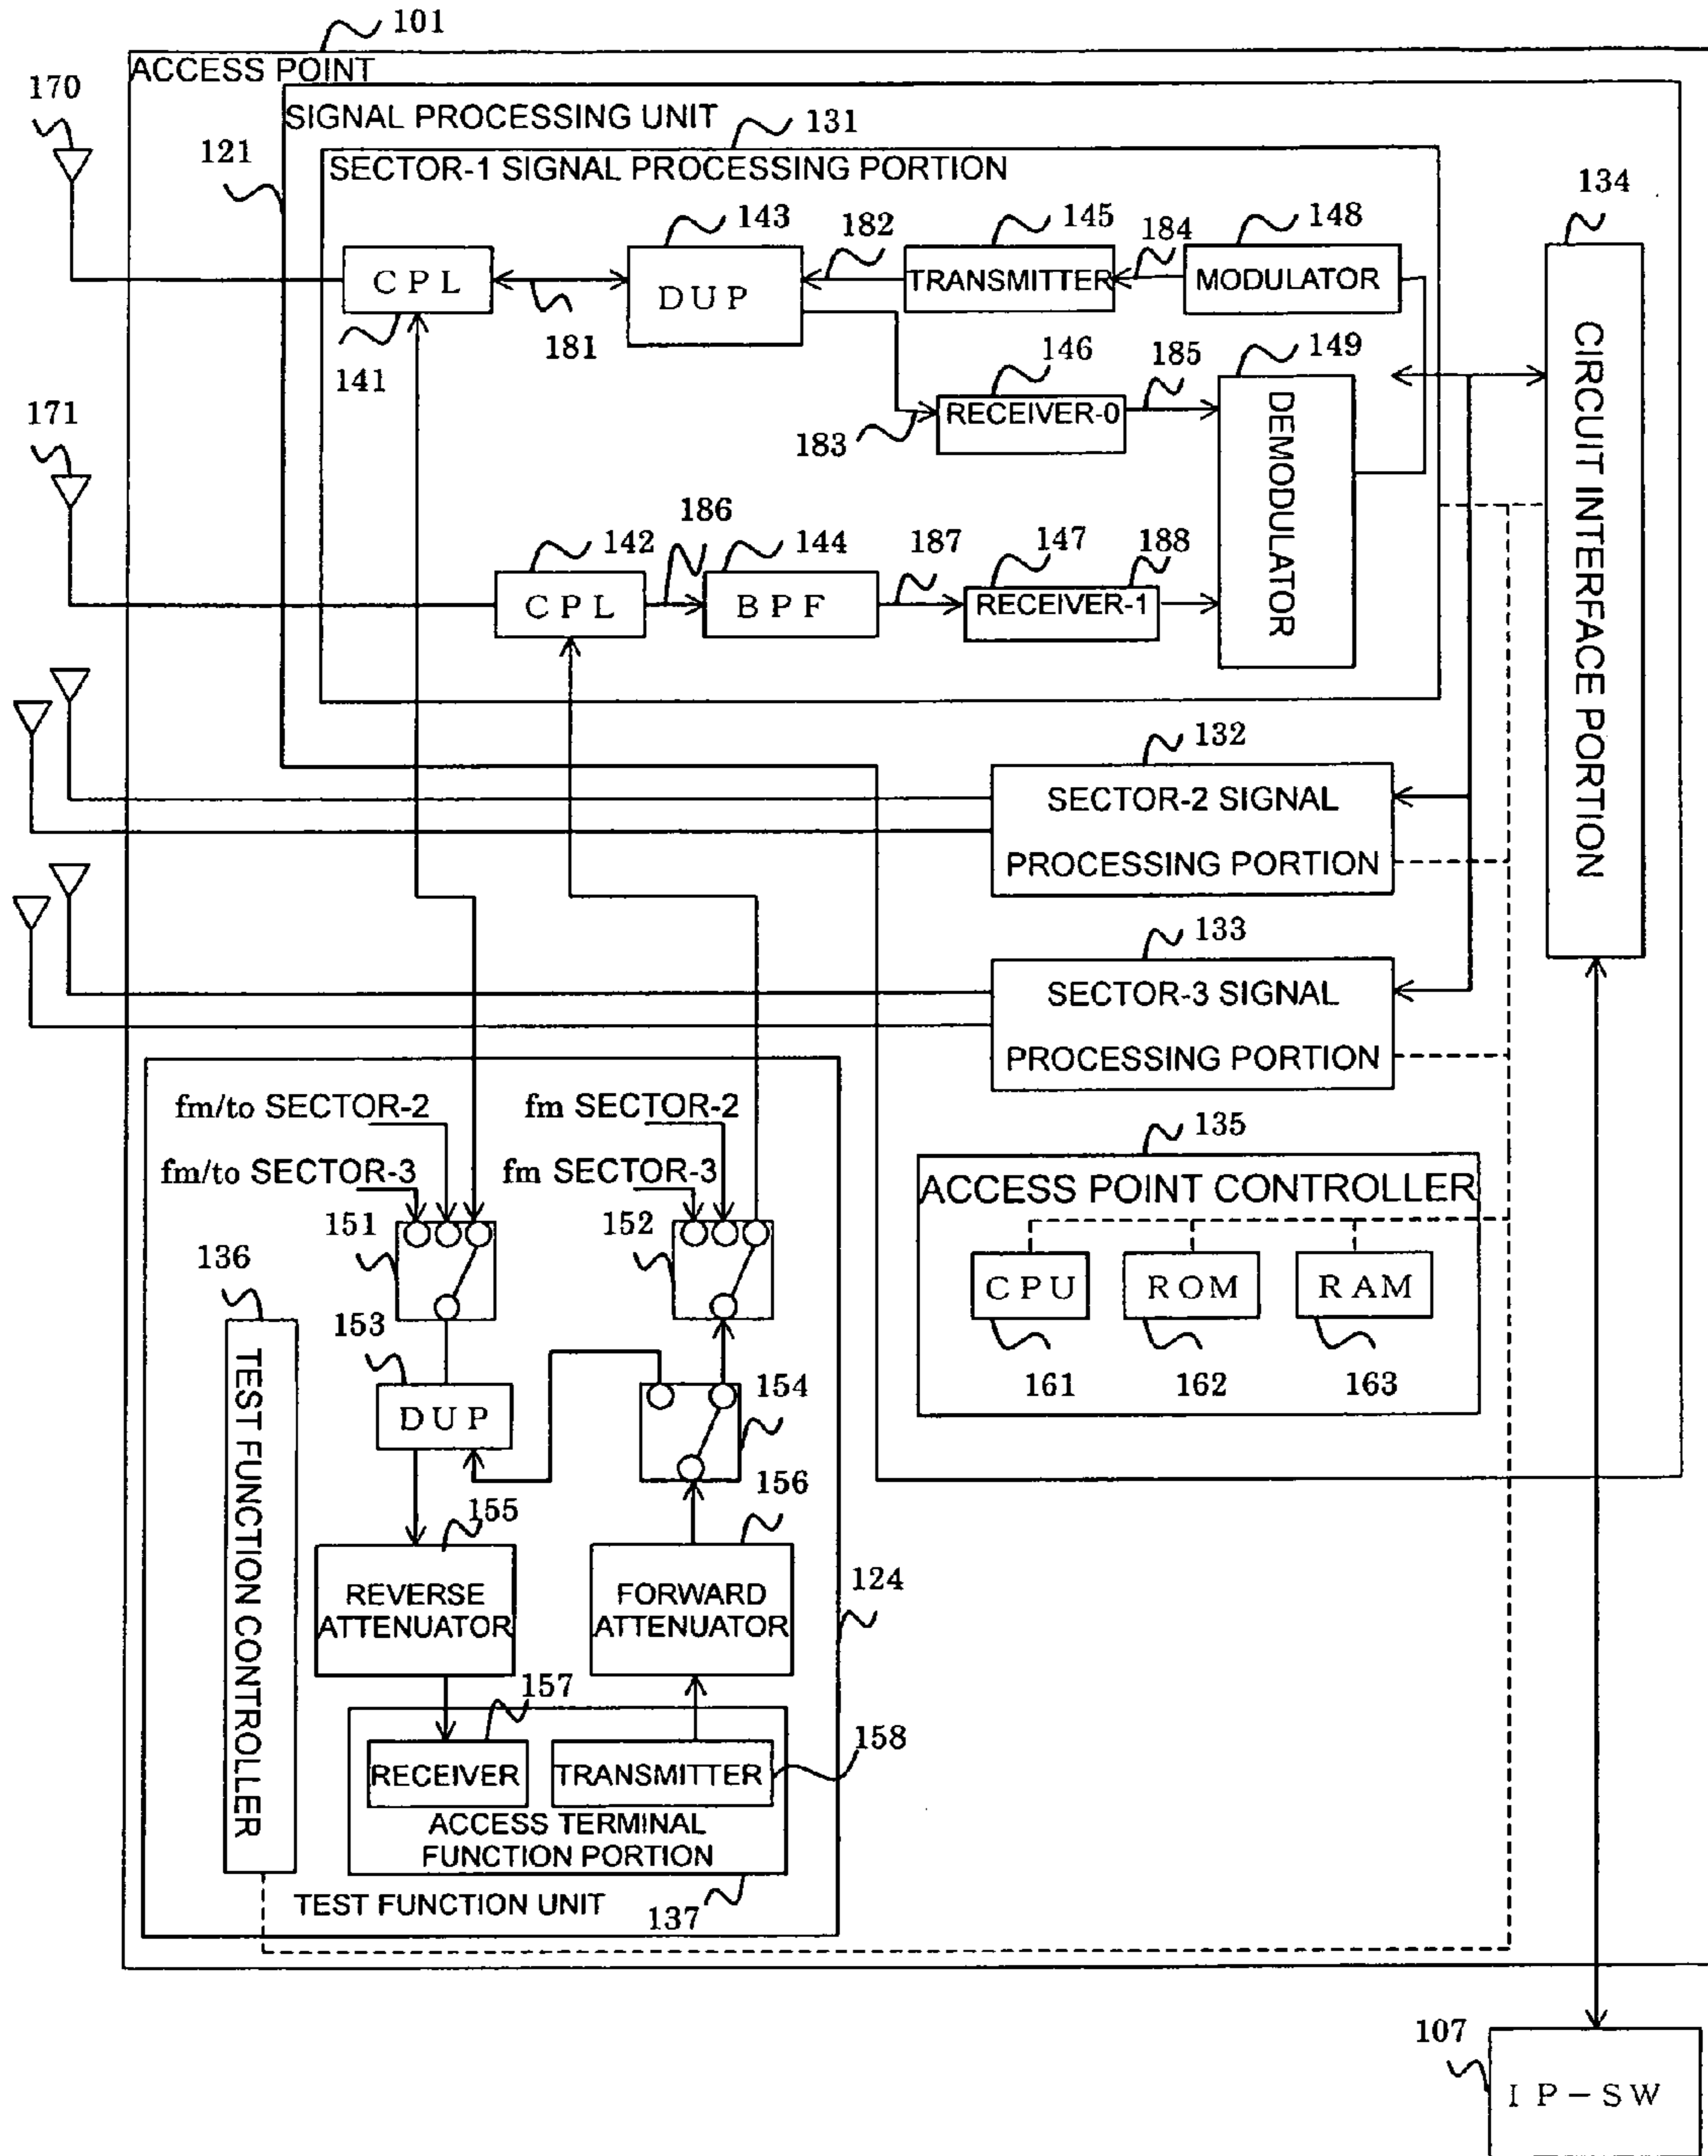 101
ACCESS POINT
170
SIGNAL PROCESSING UNIT
131
121
SECTOR-1 SIGNAL PROCESSING PORTION
134
143
182
145
184
148
CPL
DUP
TRANSMITTER
MODULATOR
141
181
146
185
149
171
183
RECEIVER-0
DEMODULATOR
CIRCUIT INTERFACE PORTION
142
186
144
187
147
188
CPL
BPF
RECEIVER-1
132
SECTOR-2 SIGNAL
PROCESSING PORTION
133
SECTOR-3 SIGNAL
PROCESSING PORTION
fm/to SECTOR-2
fm SECTOR-2
fm/to SECTOR-3
fm SECTOR-3
135
ACCESS POINT CONTROLLER
151
152
136
CPU
ROM
RAM
161
162
163
153
154
DUP
TEST FUNCTION CONTROLLER
155
156
REVERSE
ATTENUATOR
FORWARD
ATTENUATOR
124
157
158
RECEIVER
TRANSMITTER
ACCESS TERMINAL
FUNCTION PORTION
TEST FUNCTION UNIT
137
107
IP-SW